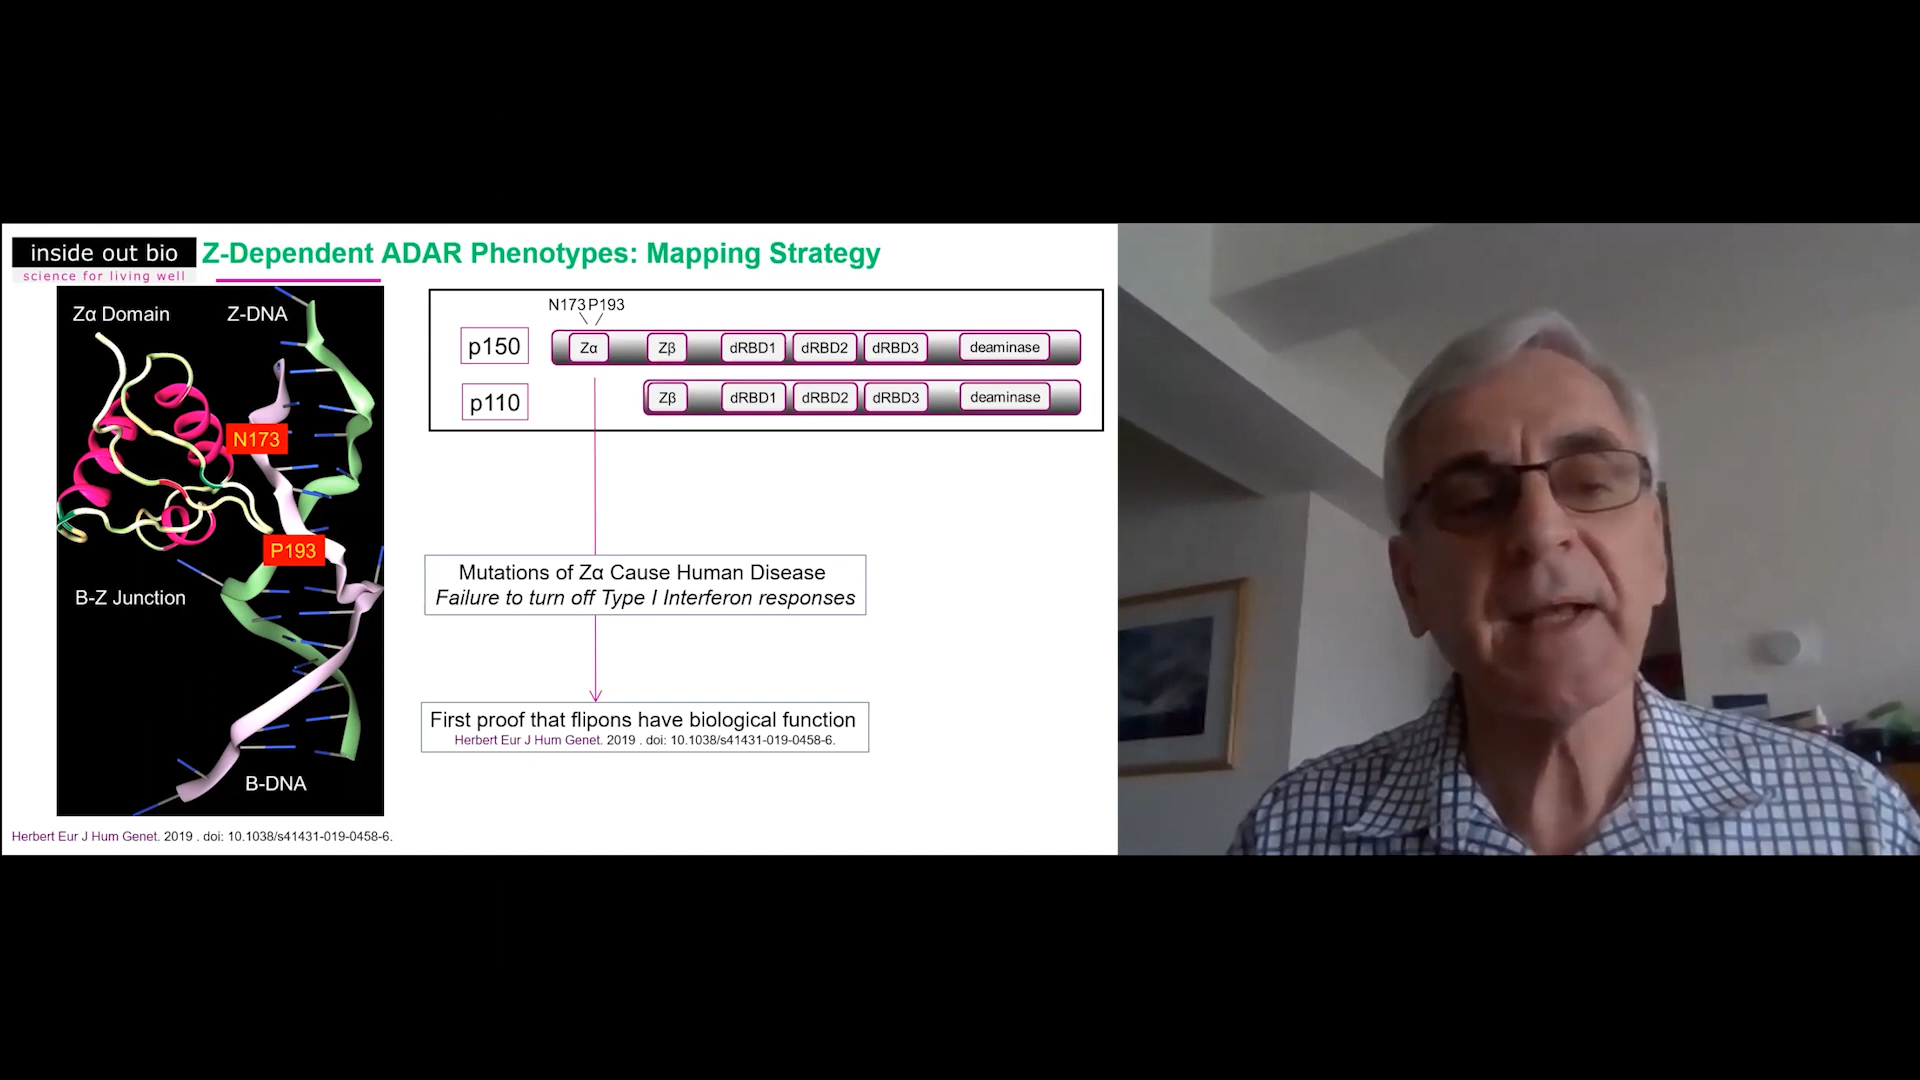 inside out bio
science for living well
Z-Dependent ADAR Phenotypes: Mapping Strategy
Zα Domain
Z-DNA
N173
P193
B-Z Junction
B-DNA
N173 P193
p150
Zα
Zβ
dRBD1
dRBD2
dRBD3
deaminase
p110
Zβ
dRBD1
dRBD2
dRBD3
deaminase
Mutations of Zα Cause Human Disease
Failure to turn off Type I Interferon responses
First proof that flipons have biological function
Herbert Eur J Hum Genet. 2019 . doi: 10.1038/s41431-019-0458-6.
Herbert Eur J Hum Genet. 2019 . doi: 10.1038/s41431-019-0458-6.